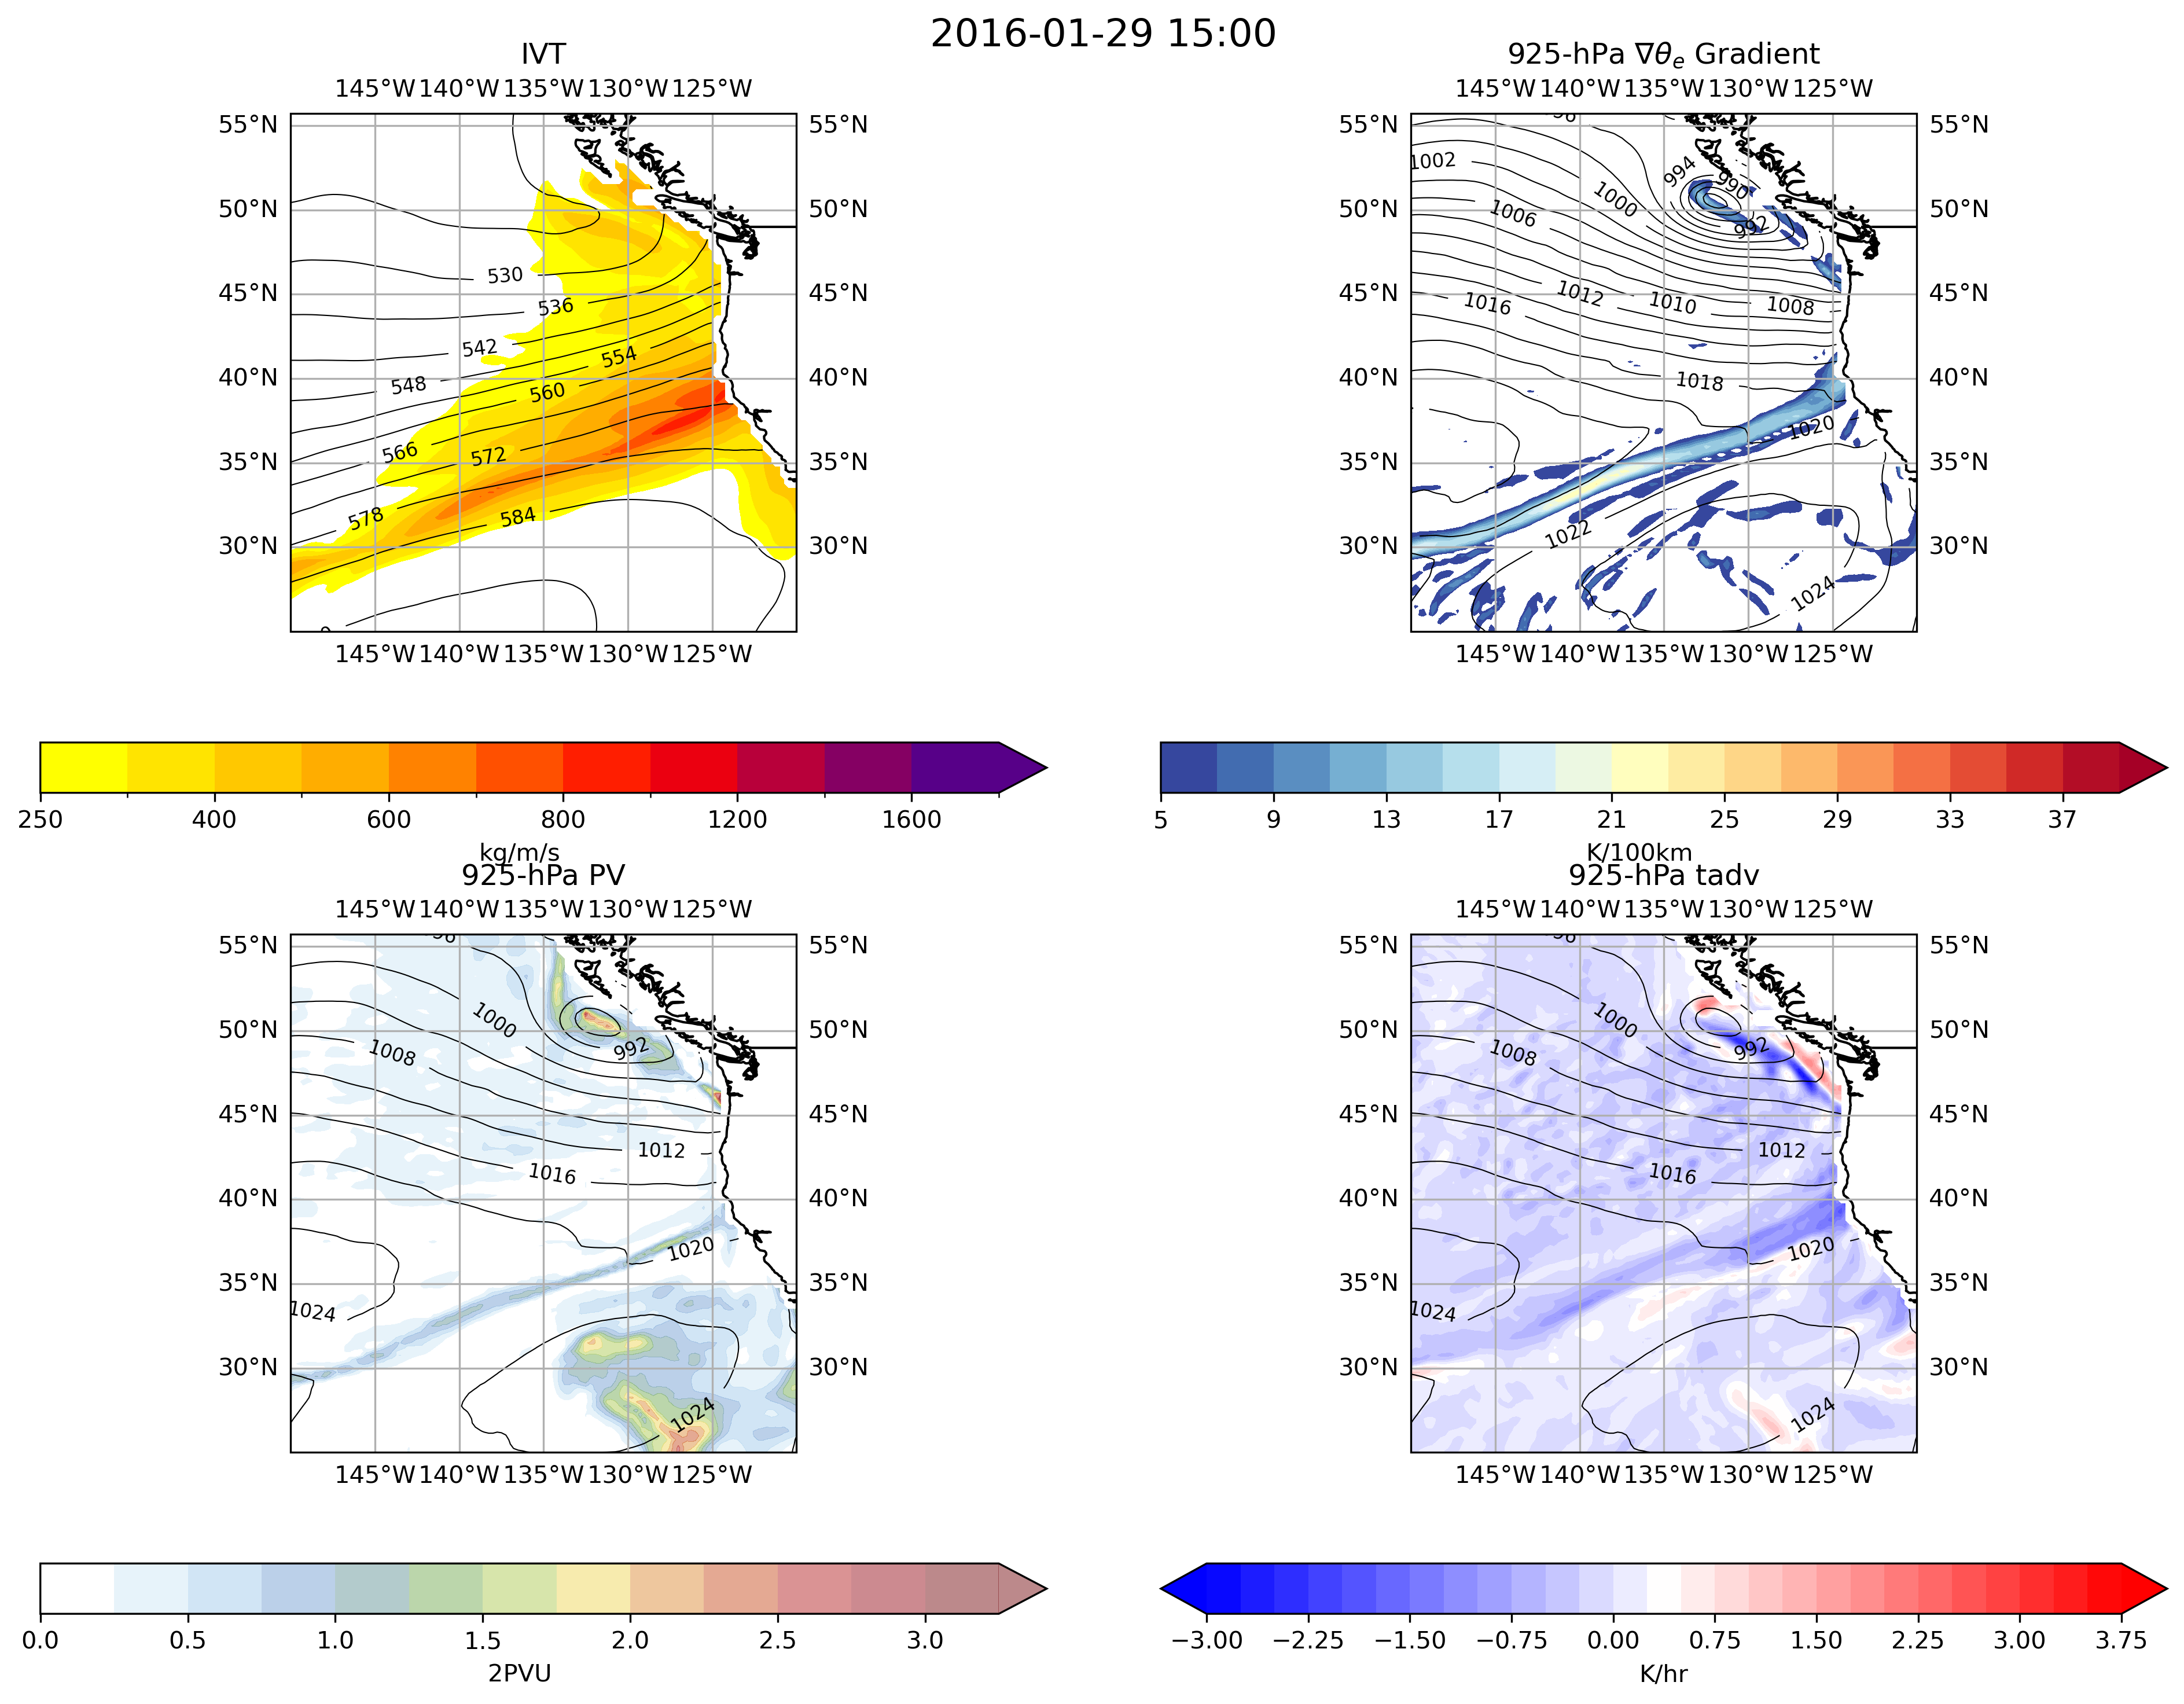 2016-01-29 15:00
IVT
145°W 140°W 135°W 130°W 125°W
55°N 55°N
50°N 50°N
530
45°N 45°N
536
542 554
40°N 40°N
548 560
566 572
35°N 35°N
578 584
30°N 30°N
145°W 140°W 135°W 130°W 125°W
250 400 600 800 1200 1600
kg/m/s
925-hPa ∇θe Gradient
145°W 140°W 135°W 130°W 125°W
55°N 55°N
1002 994 990
1000
50°N 50°N
1006 992
45°N 45°N
1016 1012 1010 1008
40°N 40°N
1018
1020
35°N 35°N
1022
30°N 30°N
1024
145°W 140°W 135°W 130°W 125°W
5 9 13 17 21 25 29 33 37
K/100km
925-hPa PV
145°W 140°W 135°W 130°W 125°W
55°N 55°N
1000
50°N 50°N
1008 992
45°N 45°N
1012
1016
40°N 40°N
1020
35°N 35°N
1024
30°N 30°N
1024
145°W 140°W 135°W 130°W 125°W
0.0 0.5 1.0 1.5 2.0 2.5 3.0
2PVU
925-hPa tadv
145°W 140°W 135°W 130°W 125°W
55°N 55°N
1000
50°N 50°N
1008 992
45°N 45°N
1012
1016
40°N 40°N
1020
35°N 35°N
1024
30°N 30°N
1024
145°W 140°W 135°W 130°W 125°W
−3.00 −2.25 −1.50 −0.75 0.00 0.75 1.50 2.25 3.00 3.75
K/hr